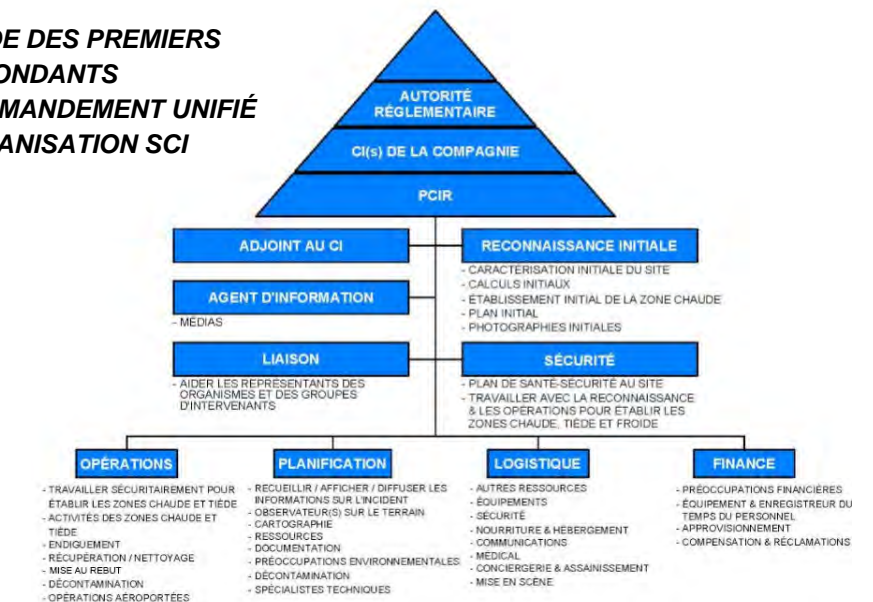 DE DES PREMIERS
ONDANTS
MANDEMENT UNIFIÉ
ANISATION SCI
AUTORITÉ
RÉGLEMENTAIRE
CI(s) DE LA COMPAGNIE
PCIR
ADJOINT AU CI
RECONNAISSANCE INITIALE
- CARACTÉRISATION INITIALE DU SITE
- CALCULS INITIAUX
- ÉTABLISSEMENT INITIAL DE LA ZONE CHAUDE
- PLAN INITIAL
- PHOTOGRAPHIES INITIALES
AGENT D'INFORMATION
- MÉDIAS
LIAISON
- AIDER LES REPRÉSENTANTS DES
ORGANISMES ET DES GROUPES
D'INTERVENANTS
SÉCURITÉ
- PLAN DE SANTÉ-SÉCURITÉ AU SITE
- TRAVAILLER AVEC LA RECONNAISSANCE
& LES OPÉRATIONS POUR ÉTABLIR LES
ZONES CHAUDE, TIÈDE ET FROIDE
OPÉRATIONS
- TRAVAILLER SÉCURITAIREMENT POUR
ÉTABLIR LES ZONES CHAUDE ET TIÈDE
- ACTIVITÉS DES ZONES CHAUDE ET
TIÈDE
- ENDIGUEMENT
- RÉCUPÉRATION / NETTOYAGE
- MISE AU REBUT
- DÉCONTAMINATION
- OPÉRATIONS AÉROPORTÉES
PLANIFICATION
- RECUEILLIR / AFFICHER / DIFFUSER LES
INFORMATIONS SUR L'INCIDENT
- OBSERVATEUR(S) SUR LE TERRAIN
- CARTOGRAPHIE
- RESSOURCES
- DOCUMENTATION
- PRÉOCCUPATIONS ENVIRONNEMENTALES
- DÉCONTAMINATION
- SPÉCIALISTES TECHNIQUES
LOGISTIQUE
- AUTRES RESSOURCES
- ÉQUIPEMENTS
- SÉCURITÉ
- NOURRITURE & HÉBERGEMENT
- COMMUNICATIONS
- MÉDICAL
- CONCIERGERIE & ASSAINISSEMENT
- MISE EN SCÈNE
FINANCE
- PRÉOCCUPATIONS FINANCIÈRES
- ÉQUIPEMENT & ENREGISTREUR DU
TEMPS DU PERSONNEL
- APPROVISIONNEMENT
- COMPENSATION & RÉCLAMATIONS